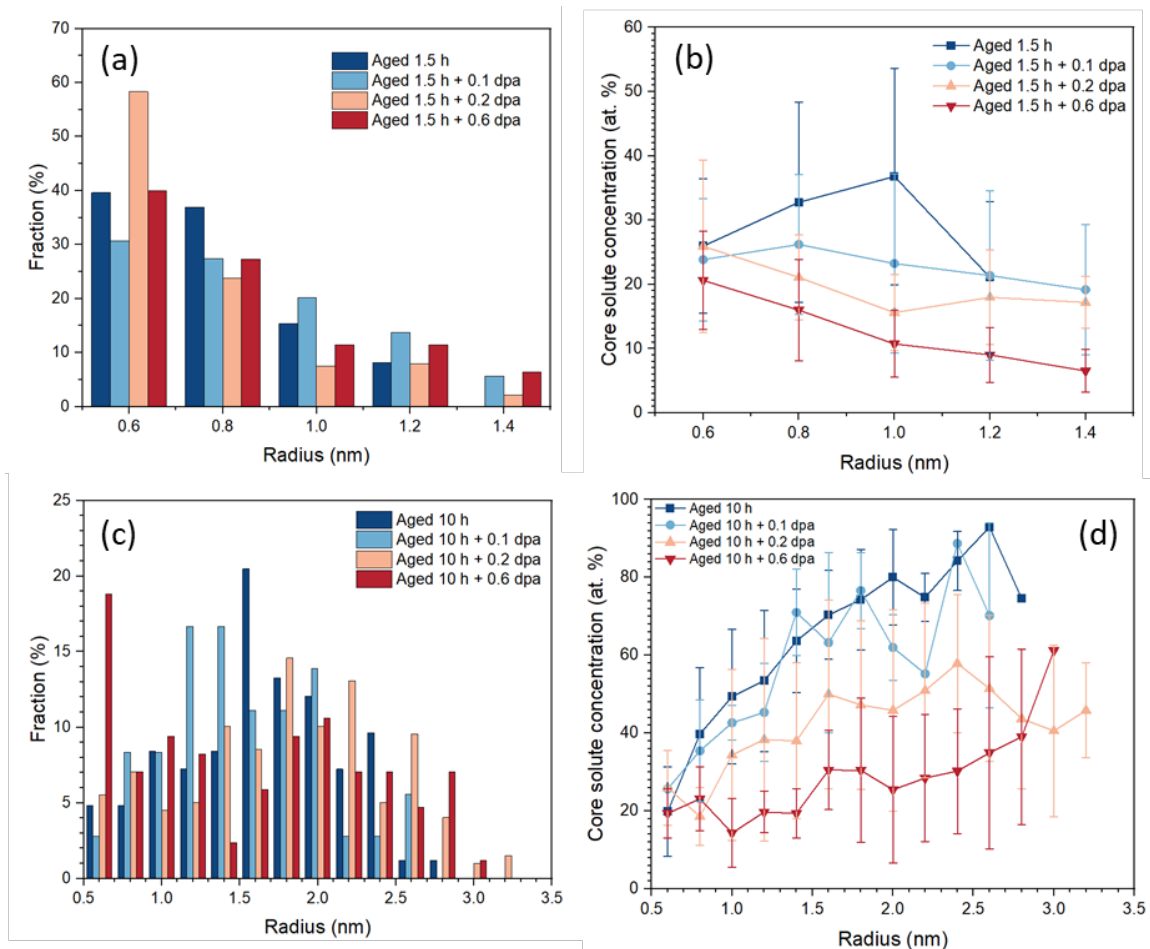 (a)
Aged 1.5 h
Aged 1.5 h + 0.1 dpa
Aged 1.5 h + 0.2 dpa
Aged 1.5 h + 0.6 dpa
70
60
50
40
30
20
10
0
Fraction (%)
0.6 0.8 1.0 1.2 1.4
Radius (nm)
(b)
Aged 1.5 h
Aged 1.5 h + 0.1 dpa
Aged 1.5 h + 0.2 dpa
Aged 1.5 h + 0.6 dpa
60
50
40
30
20
10
0
Core solute concentration (at. %)
0.6 0.8 1.0 1.2 1.4
Radius (nm)
(c)
Aged 10 h
Aged 10 h + 0.1 dpa
Aged 10 h + 0.2 dpa
Aged 10 h + 0.6 dpa
25
20
15
10
5
0
Fraction (%)
0.5 1.0 1.5 2.0 2.5 3.0 3.5
Radius (nm)
(d)
Aged 10 h
Aged 10 h + 0.1 dpa
Aged 10 h + 0.2 dpa
Aged 10 h + 0.6 dpa
100
80
60
40
20
0
Core solute concentration (at. %)
0.5 1.0 1.5 2.0 2.5 3.0 3.5
Radius (nm)